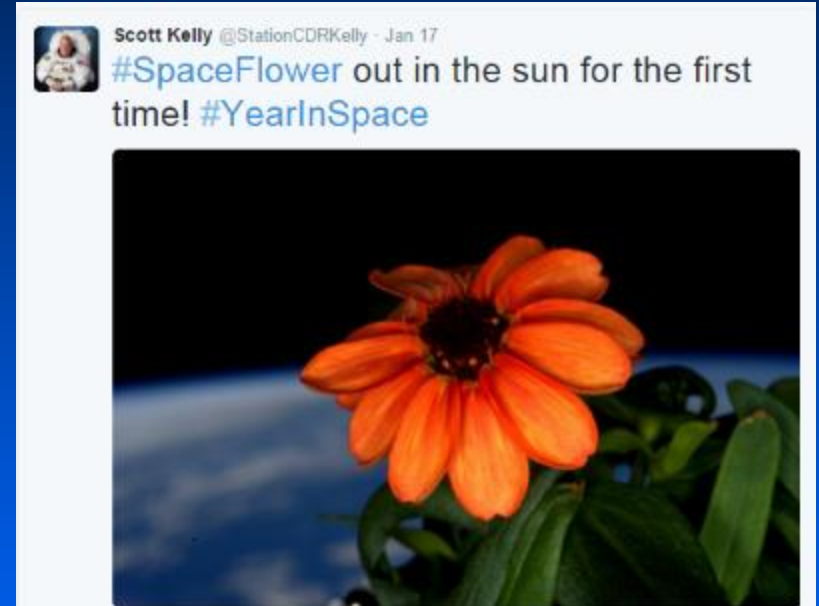 Scott Kelly @StationCDRKelly · Jan 17
#SpaceFlower out in the sun for the first
time! #YearInSpace